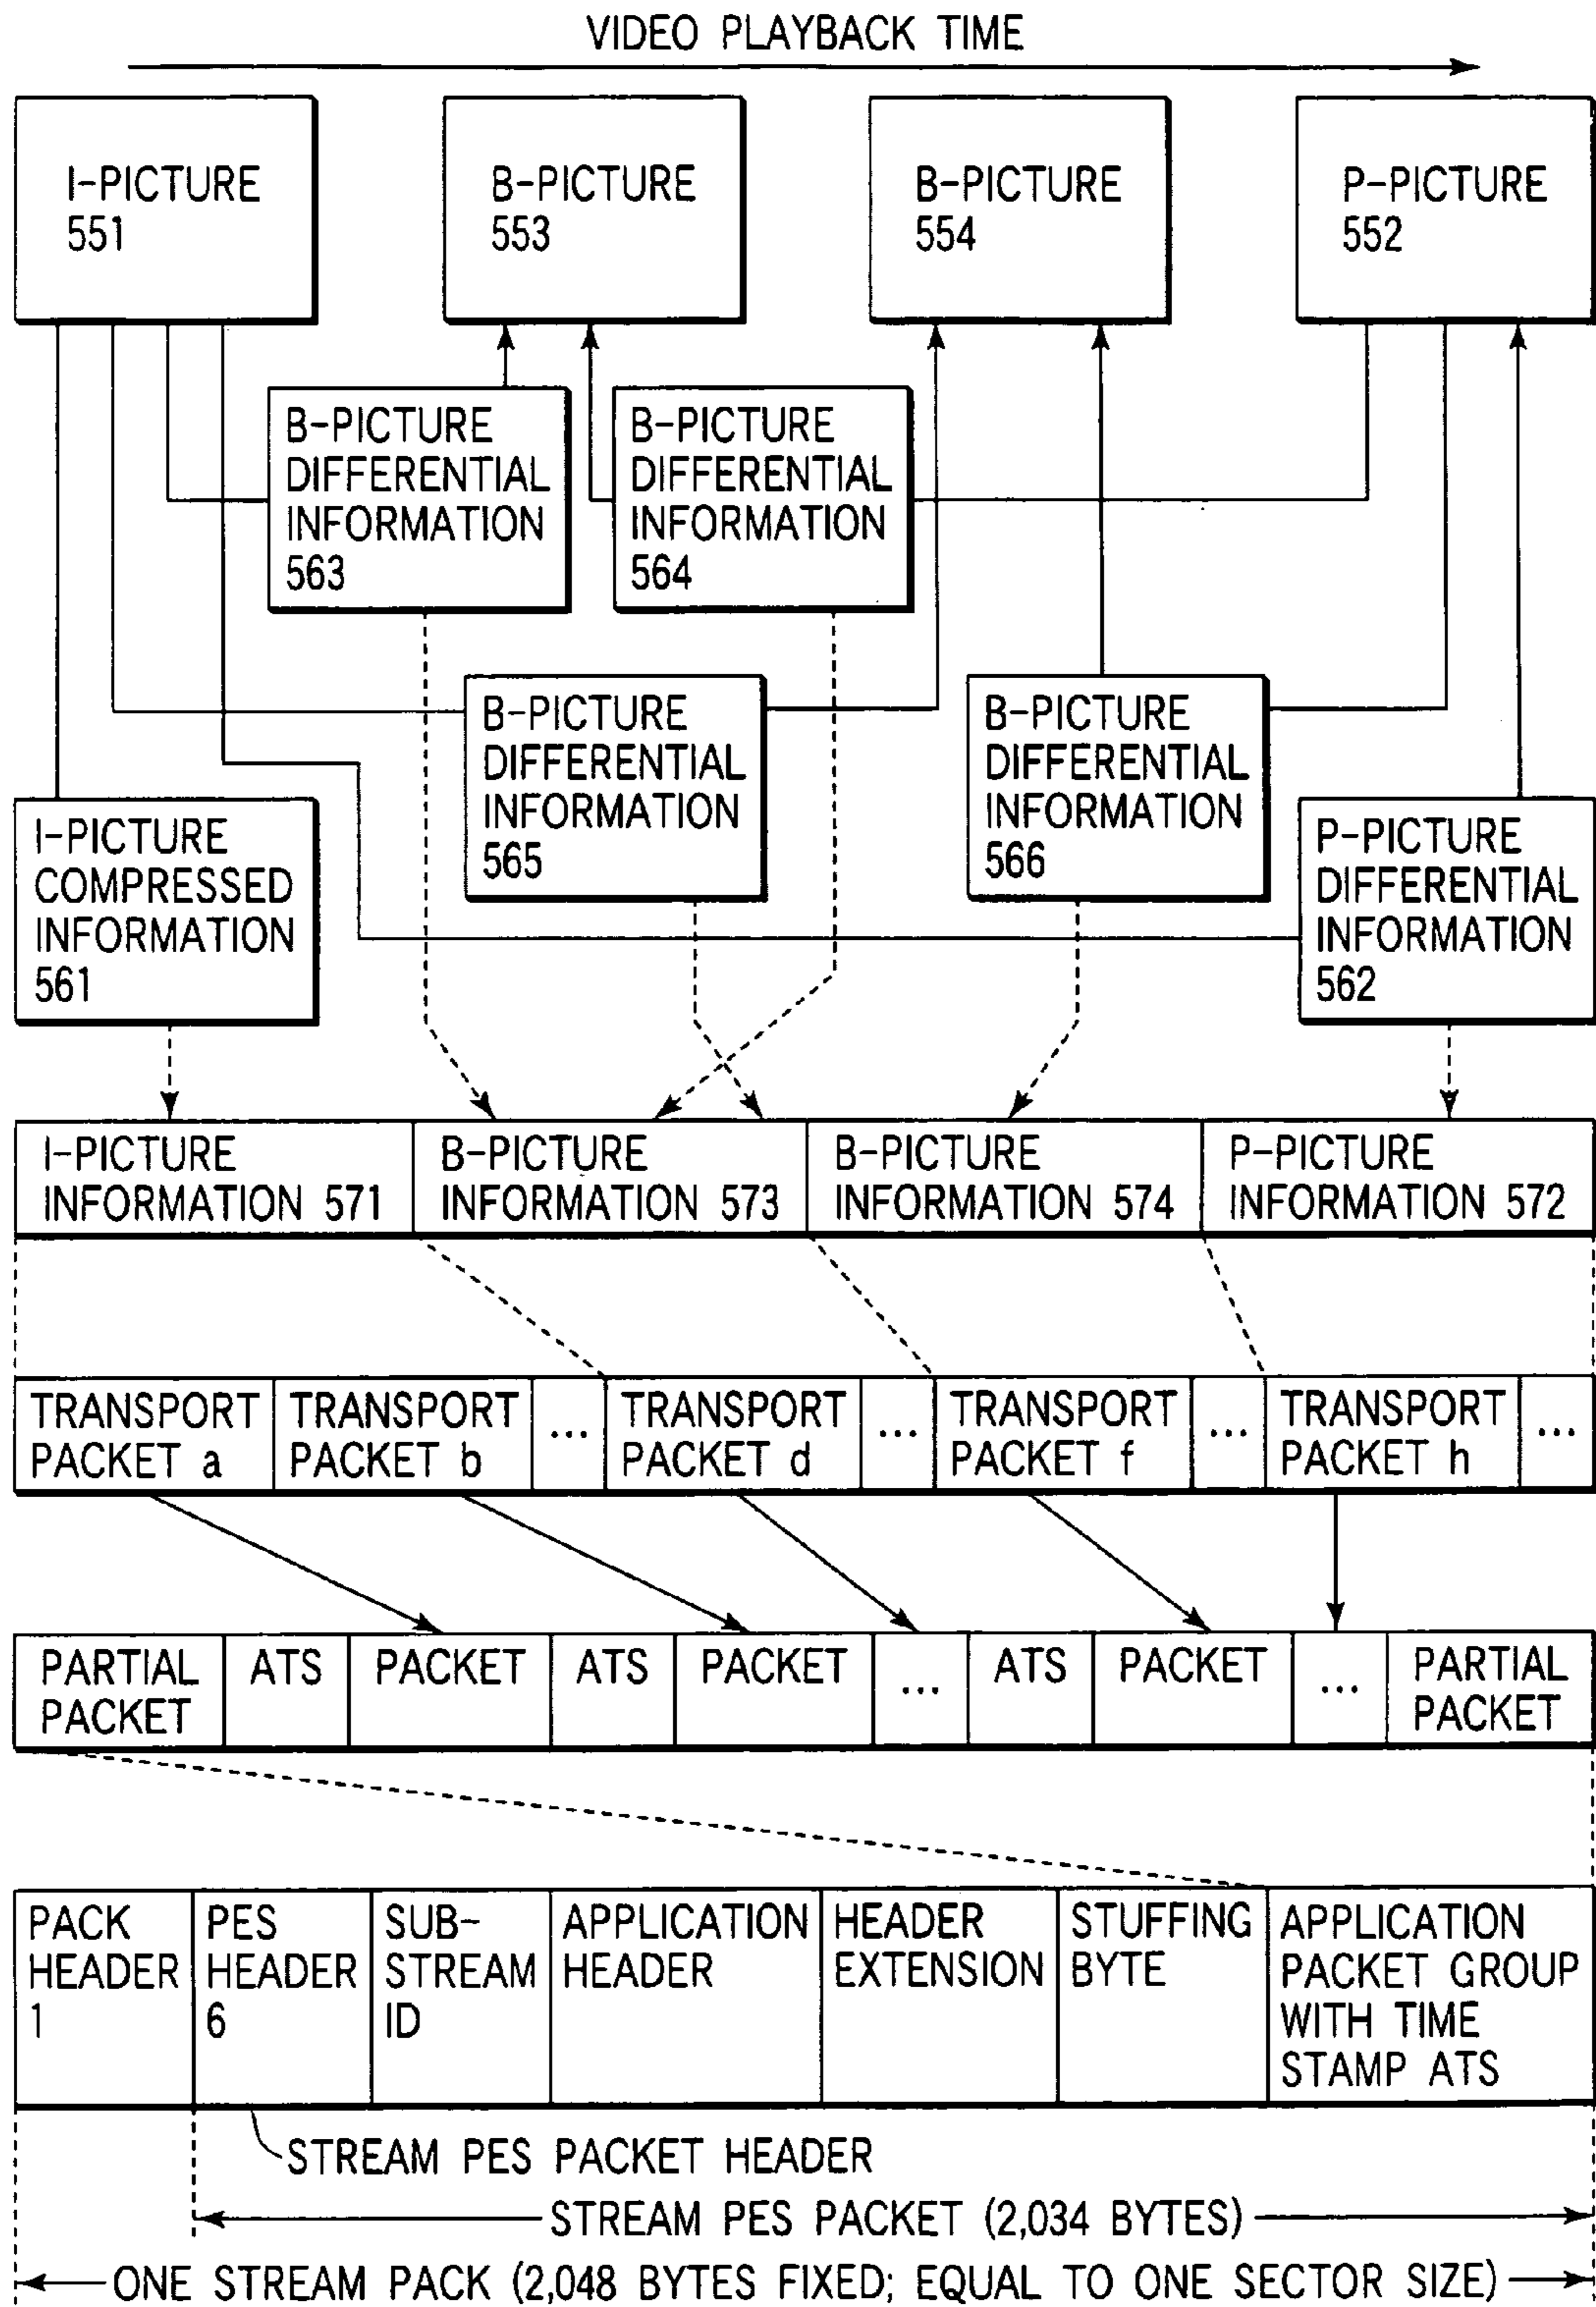 VIDEO PLAYBACK TIME
I-PICTURE
551
B-PICTURE
553
B-PICTURE
554
P-PICTURE
552
B-PICTURE
DIFFERENTIAL
INFORMATION
563
B-PICTURE
DIFFERENTIAL
INFORMATION
564
B-PICTURE
DIFFERENTIAL
INFORMATION
565
B-PICTURE
DIFFERENTIAL
INFORMATION
566
I-PICTURE
COMPRESSED
INFORMATION
561
P-PICTURE
DIFFERENTIAL
INFORMATION
562
I-PICTURE
INFORMATION 571
B-PICTURE
INFORMATION 573
B-PICTURE
INFORMATION 574
P-PICTURE
INFORMATION 572
TRANSPORT
PACKET a
TRANSPORT
PACKET b
...
TRANSPORT
PACKET d
...
TRANSPORT
PACKET f
...
TRANSPORT
PACKET h
...
PARTIAL
PACKET
ATS
PACKET
ATS
PACKET
...
ATS
PACKET
...
PARTIAL
PACKET
PACK
HEADER
1
PES
HEADER
6
SUB-
STREAM
ID
APPLICATION
HEADER
HEADER
EXTENSION
STUFFING
BYTE
APPLICATION
PACKET GROUP
WITH TIME
STAMP ATS
STREAM PES PACKET HEADER
STREAM PES PACKET (2,034 BYTES)
ONE STREAM PACK (2,048 BYTES FIXED; EQUAL TO ONE SECTOR SIZE)